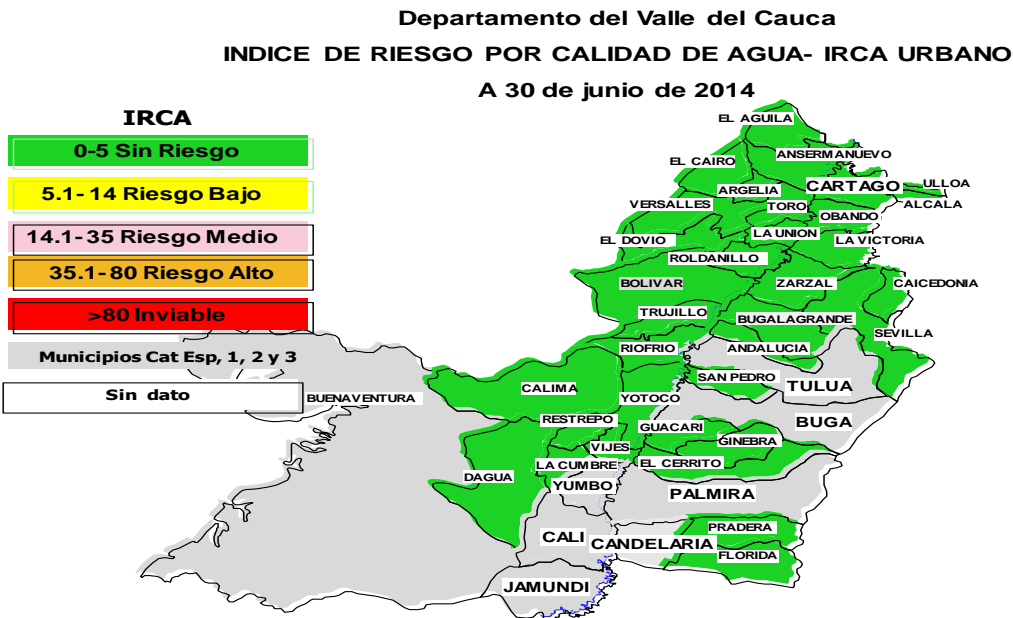 Departamento del Valle del Cauca
INDICE DE RIESGO POR CALIDAD DE AGUA- IRCA URBANO
A 30 de junio de 2014
IRCA
0-5 Sin Riesgo
5.1- 14 Riesgo Bajo
14.1- 35 Riesgo Medio
35.1- 80 Riesgo Alto
>80 Inviable
Municipios Cat Esp, 1, 2 y 3
Sin dato
EL AGUILA
ANSERMANUEVO
EL CAIRO
CARTAGO
ULLOA
ARGELIA
ALCALA
VERSALLES
TORO
OBANDO
LA UNION
LA VICTORIA
EL DOVIO
ROLDANILLO
BOLIVAR
ZARZAL
CAICEDONIA
TRUJILLO
BUGALAGRANDE
SEVILLA
RIOFRIO
ANDALUCIA
SAN PEDRO
TULUA
CALIMA
YOTOCO
BUENAVENTURA
RESTREPO
GUACARI
BUGA
GINEBRA
VIJES
LA CUMBRE
EL CERRITO
DAGUA
YUMBO
PALMIRA
PRADERA
CALI
CANDELARIA
FLORIDA
JAMUNDI